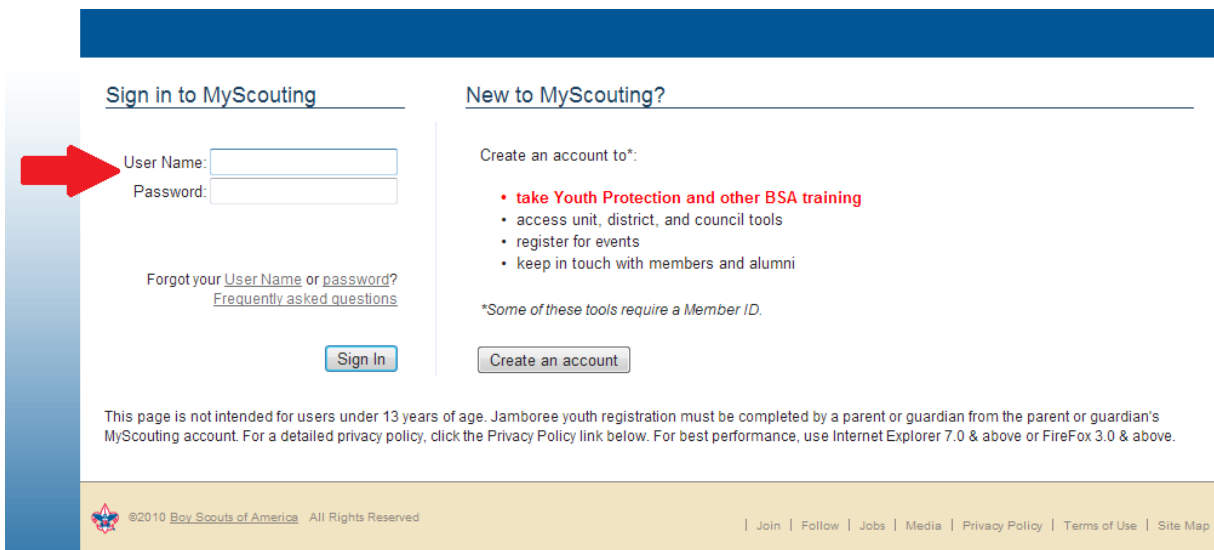 Sign in to MyScouting
User Name:
Password:
Forgot your User Name or password?
Frequently asked questions
Sign In
New to MyScouting?
Create an account to*:
• take Youth Protection and other BSA training
• access unit, district, and council tools
• register for events
• keep in touch with members and alumni
*Some of these tools require a Member ID.
Create an account
This page is not intended for users under 13 years of age. Jamboree youth registration must be completed by a parent or guardian from the parent or guardian's
MyScouting account. For a detailed privacy policy, click the Privacy Policy link below. For best performance, use Internet Explorer 7.0 & above or FireFox 3.0 & above.
©2010 Boy Scouts of America All Rights Reserved
| Join | Follow | Jobs | Media | Privacy Policy | Terms of Use | Site Map